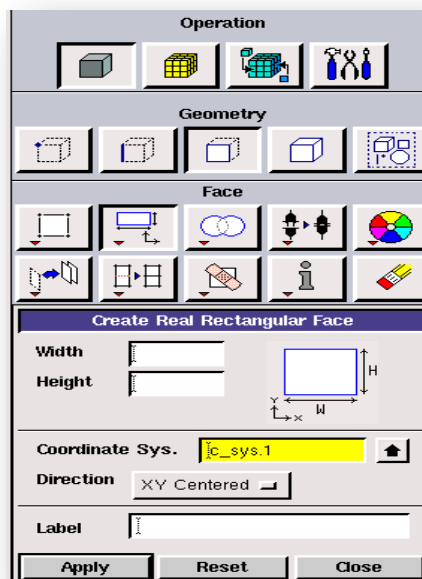 Operation
Geometry
Face
Create Real Rectangular Face
Width
Height
H
Y
X
W
Coordinate Sys. c_sys.1
Direction XY Centered
Label
Apply Reset Close